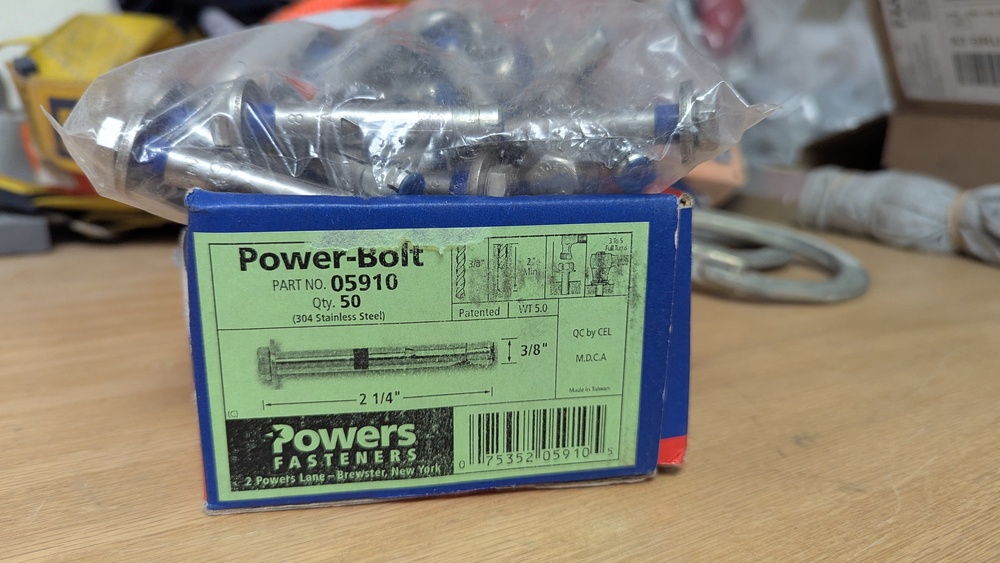 Power-Bolt
PART NO. 05910
Qty. 50
(304 Stainless Steel)
3/8"
2"
Min
3 To 5
Full Turns
Patented
WT 5.0
QC by CEL
M.D.C.A
Made in Taiwan
3/8"
2 1/4"
(C)
Powers
FASTENERS
2 Powers Lane – Brewster, New York
0 75352 05910 5